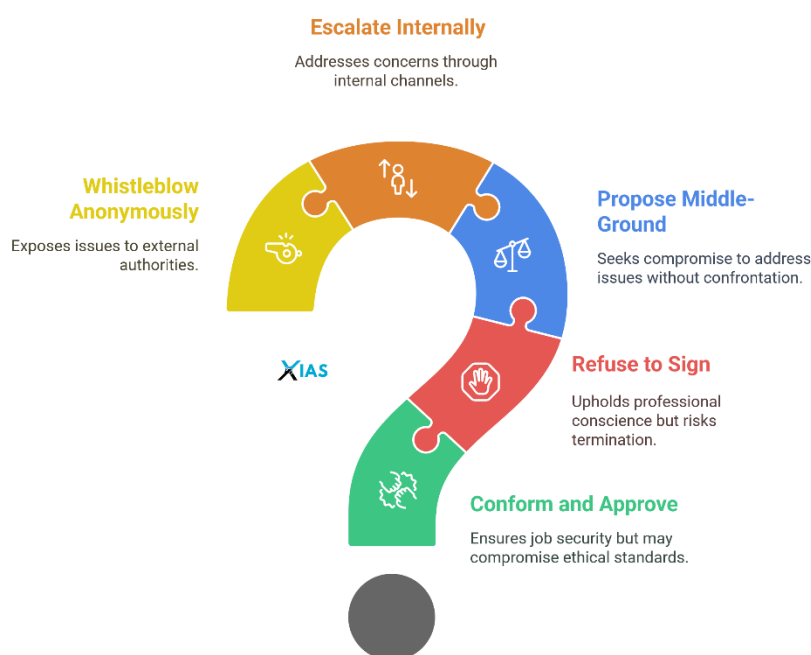 Escalate Internally
Addresses concerns through
internal channels.
Whistleblow
Anonymously
Exposes issues to external
authorities.
Propose Middle-
Ground
Seeks compromise to address
issues without confrontation.
XIAS
Refuse to Sign
Upholds professional
conscience but risks
termination.
Conform and Approve
Ensures job security but may
compromise ethical standards.